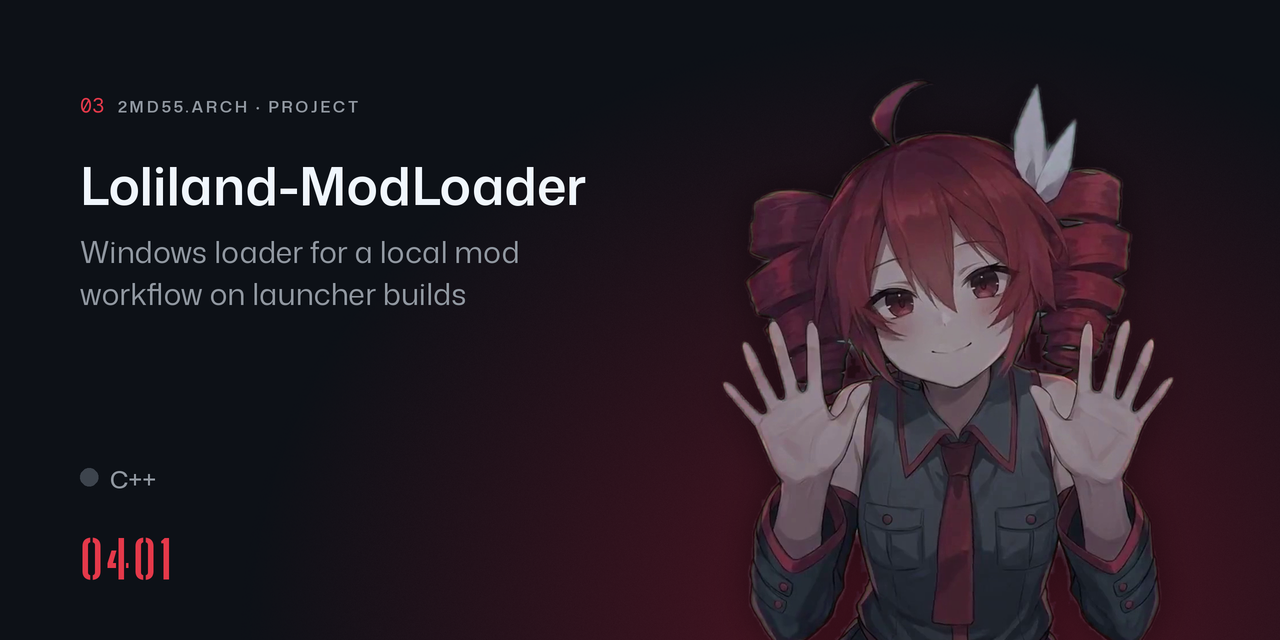 03 2MD55.ARCH · PROJECT
Loliland-ModLoader
Windows loader for a local mod
workflow on launcher builds
C++
0401